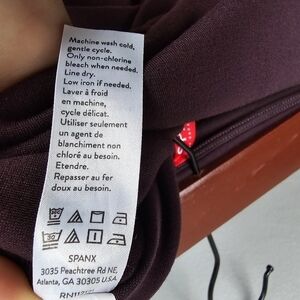 Machine wash cold,
gentle cycle.
Only non-chlorine
bleach when needed.
Line dry.
Low iron if needed.
Laver à froid
en machine,
cycle délicat.
Utiliser seulement
un agent de
blanchiment non
chloré au besoin.
Etendre.
Repasser au fer
doux au besoin.
SPANX
3035 Peachtree Rd NE
Atlanta, GA 30305 USA